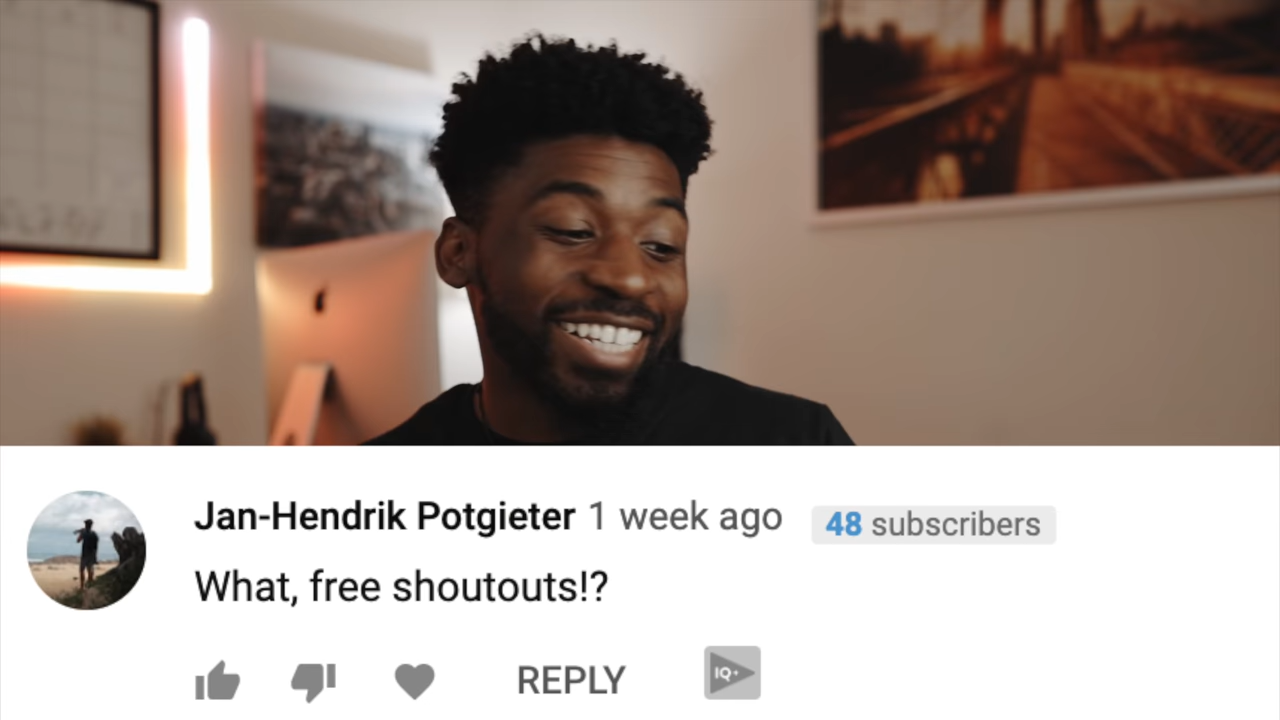 Jan-Hendrik Potgieter 1 week ago 48 subscribers
What, free shoutouts!?
REPLY IQ+